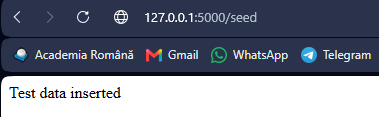 127.0.0.1:5000/seed
Academia Română Gmail WhatsApp Telegram
Test data inserted